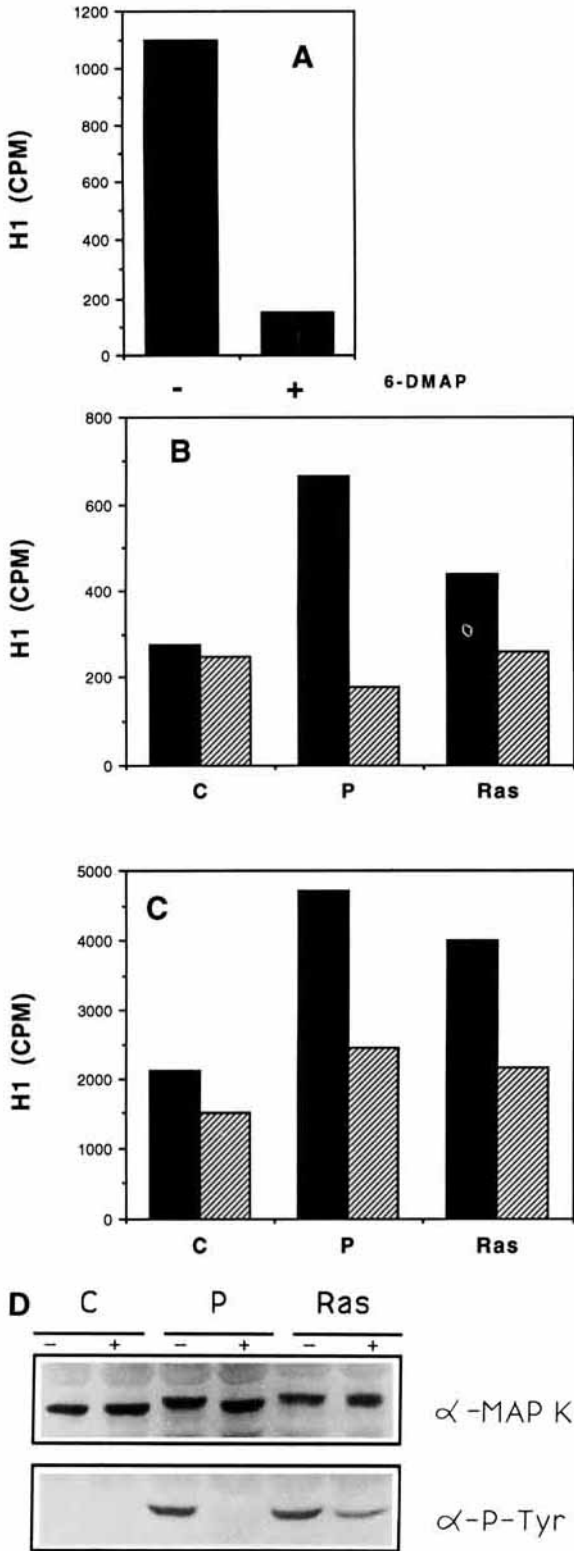 A
H1 (CPM)
1200
1000
800
600
400
200
0
- + 6-DMAP
B
H1 (CPM)
800
600
400
200
0
C P Ras
C
H1 (CPM)
5000
4000
3000
2000
1000
0
C P Ras
D C P Ras
- + - + - +
α-MAP K
α-P-Tyr